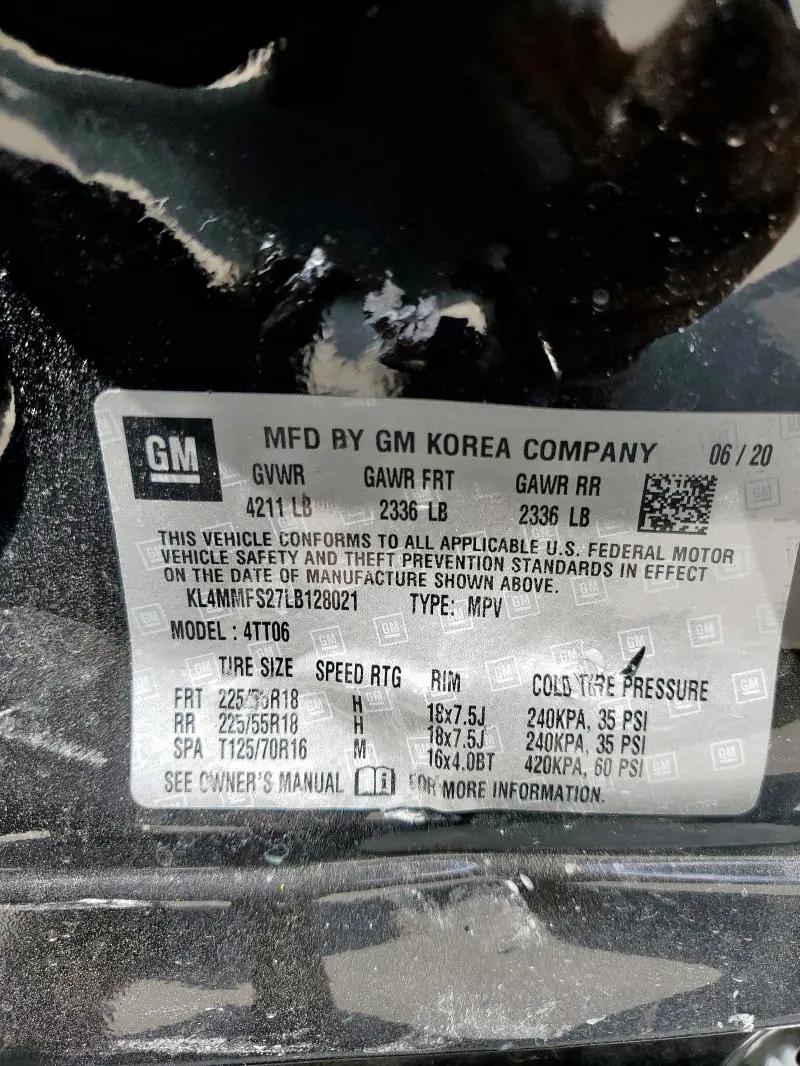 GM MFD BY GM KOREA COMPANY 06/20
GVWR GAWR FRT GAWR RR
4211 LB 2336 LB 2336 LB
THIS VEHICLE CONFORMS TO ALL APPLICABLE U.S. FEDERAL MOTOR
VEHICLE SAFETY AND THEFT PREVENTION STANDARDS IN EFFECT
ON THE DATE OF MANUFACTURE SHOWN ABOVE.
KL4MMFS27LB128021 TYPE: MPV
MODEL : 4TT06
TIRE SIZE SPEED RTG RIM COLD TIRE PRESSURE
FRT 225/55R18 H 18x7.5J 240KPA, 35 PSI
RR 225/55R18 H 18x7.5J 240KPA, 35 PSI
SPA T125/70R16 M 16x4.0BT 420KPA, 60 PSI
SEE OWNER'S MANUAL FOR MORE INFORMATION.